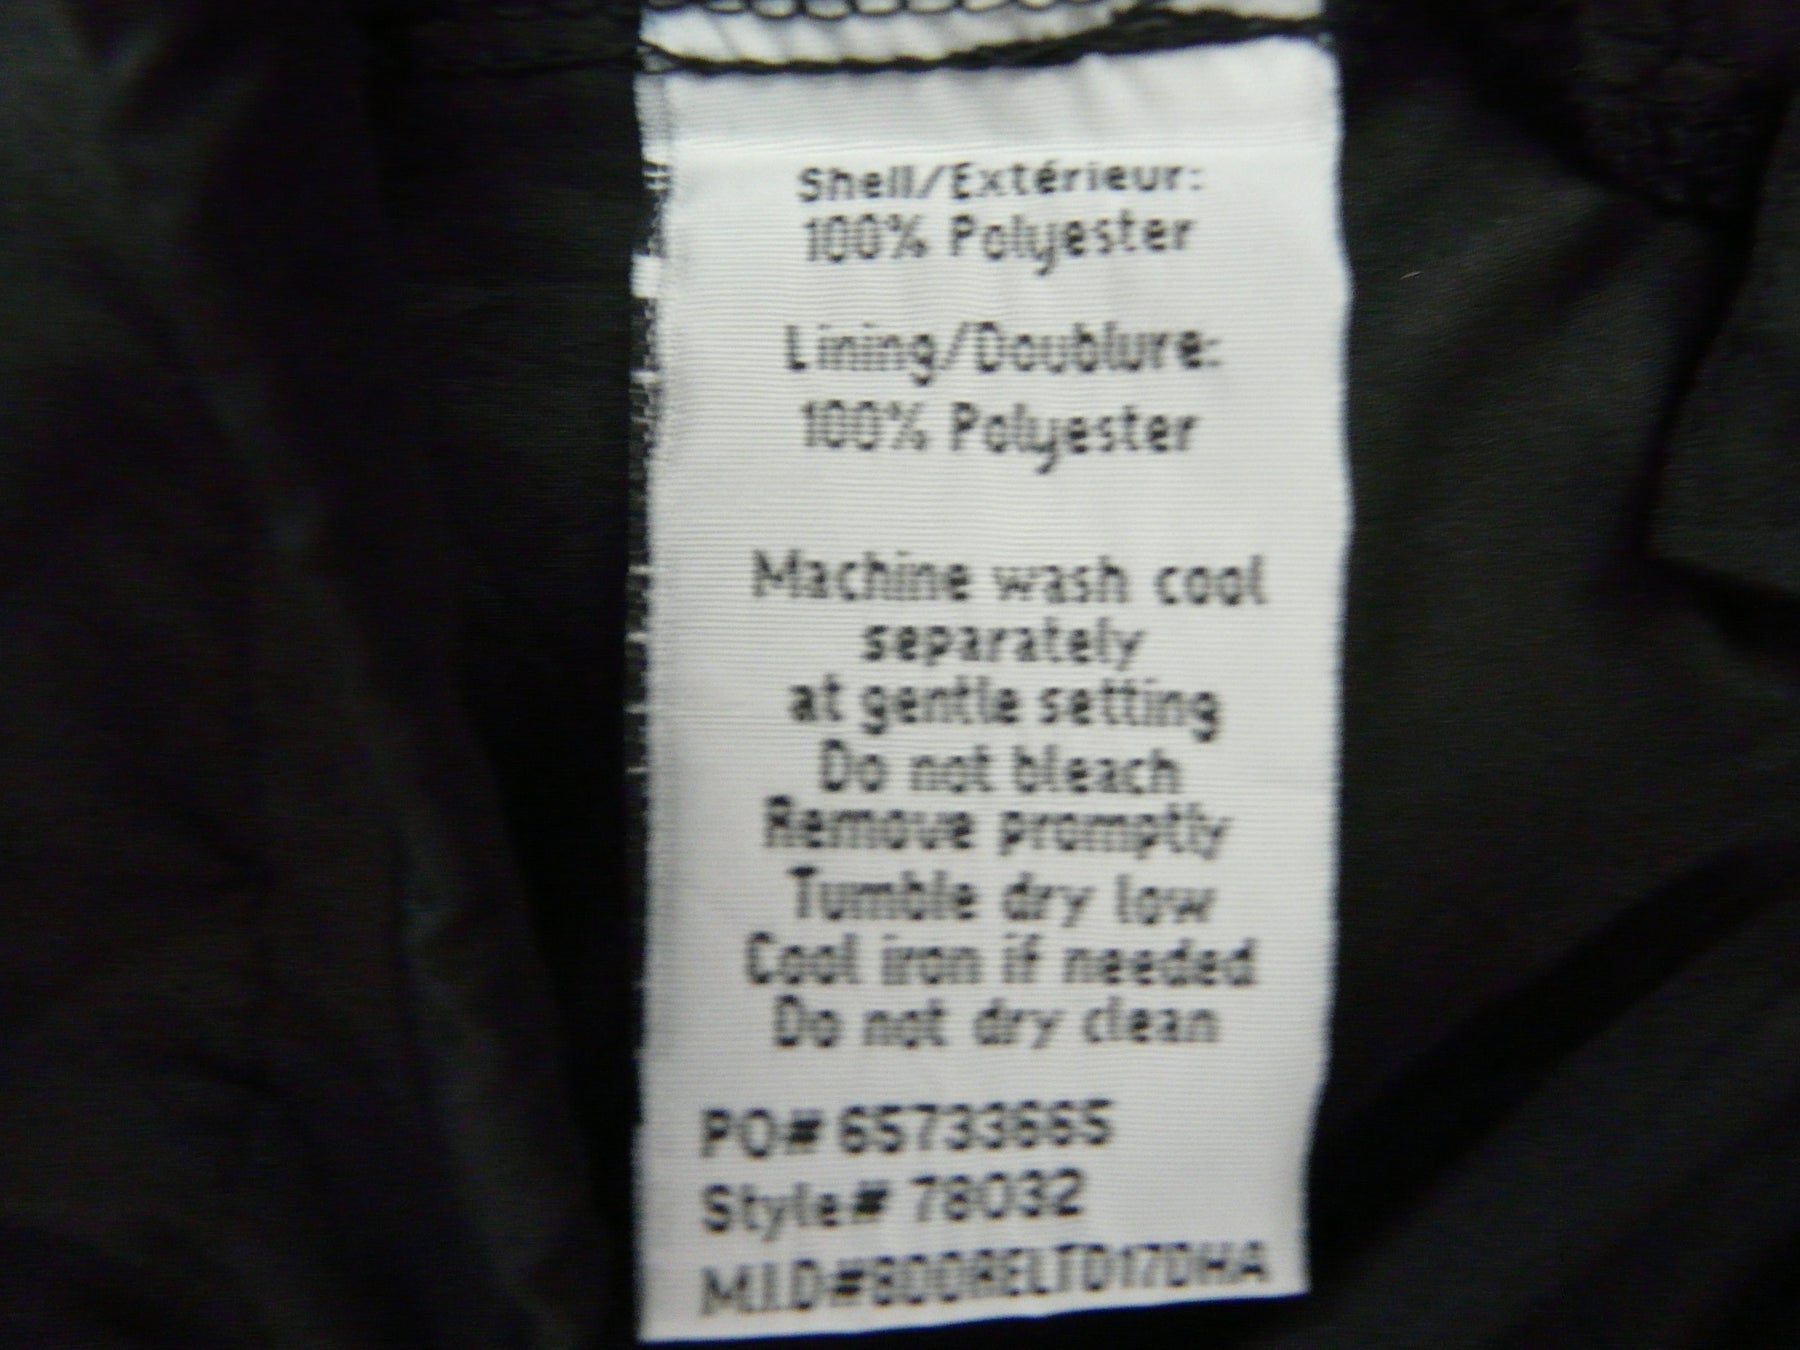 Shell/Extérieur:
100% Polyester
Lining/Doublure:
100% Polyester
Machine wash cool
separately
at gentle setting
Do not bleach
Remove promptly
Tumble dry low
Cool iron if needed
Do not dry clean
PO# 65733665
Style# 78032